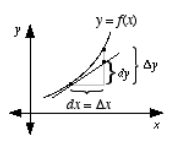 y
y = f(x)
dy
Δy
dx = Δx
x